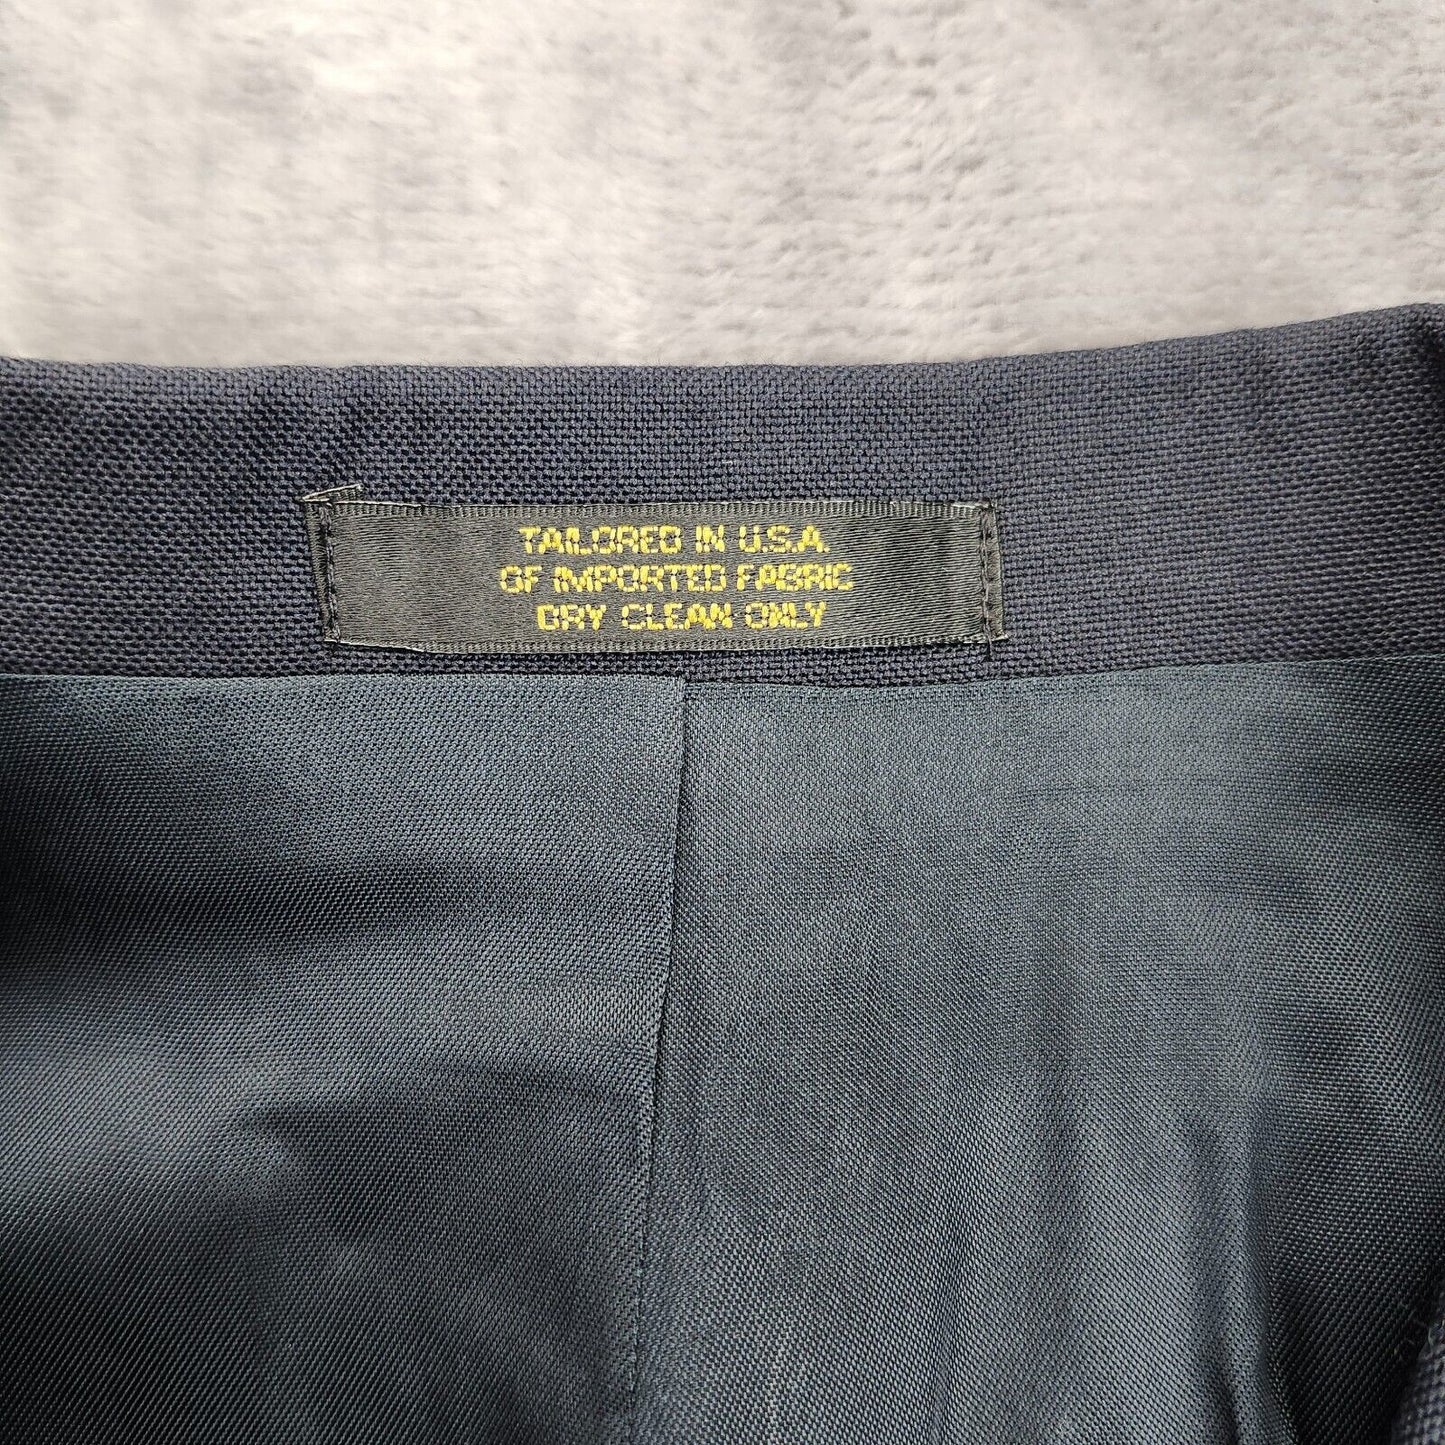 TAILORED IN U.S.A.
OF IMPORTED FABRIC
DRY CLEAN ONLY